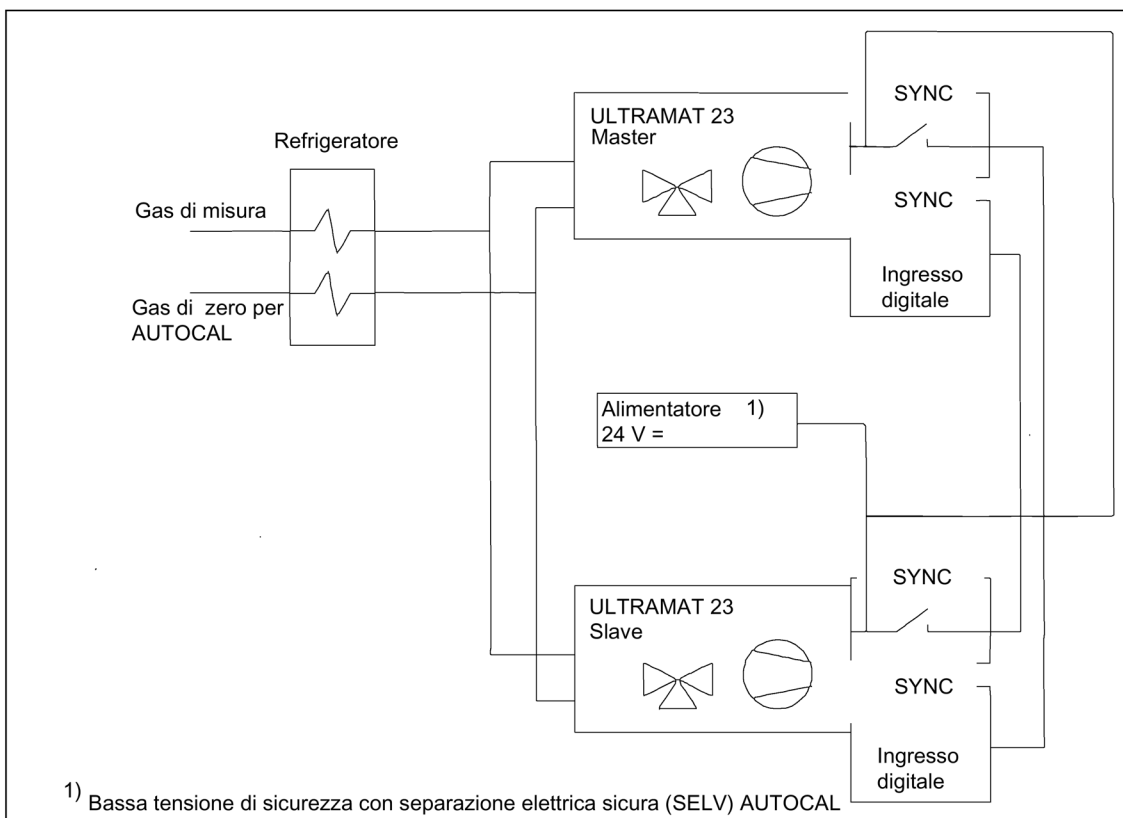 ULTRAMAT 23
Master
SYNC
Refrigeratore
Gas di misura
SYNC
Ingresso
digitale
Gas di zero per
AUTOCAL
Alimentatore 1)
24 V =
ULTRAMAT 23
Slave
SYNC
SYNC
Ingresso
digitale
1) Bassa tensione di sicurezza con separazione elettrica sicura (SELV) AUTOCAL